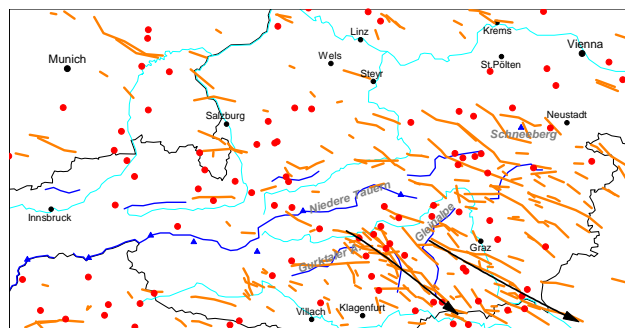 Linz
Krems
Vienna
Wels
St.Pölten
Munich
Steyr
Salzburg
Neustadt
Schneeberg
Niedere Tauern
Innsbruck
Gleinalpe
Graz
Villach
Klagenfurt